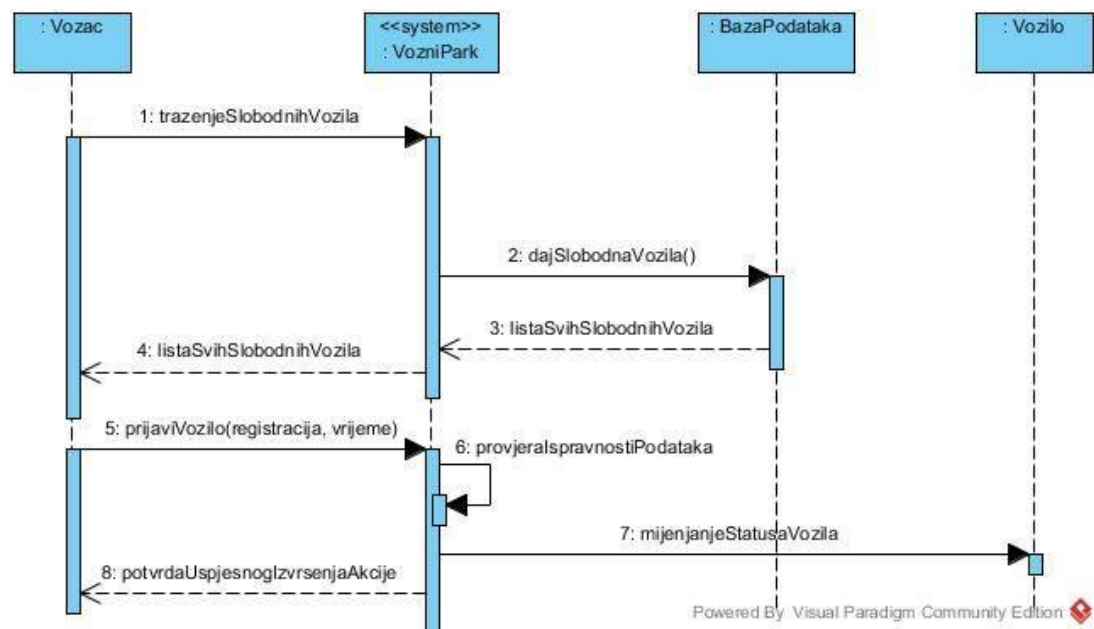 : Vozac
<<system>>
: VozniPark
: BazaPodataka
: Vozilo
1: trazenjeSlobodnihVozila
2: dajSlobodnaVozila()
3: listaSvihSlobodnihVozila
4: listaSvihSlobodnihVozila
5: prijaviVozilo(registracija, vrijeme)
6: provjeraIspravnostiPodataka
7: mijenjanjeStatusaVozila
8: potvrdaUspjesnogIzvrsenjaAkcije
Powered By Visual Paradigm Community Edition